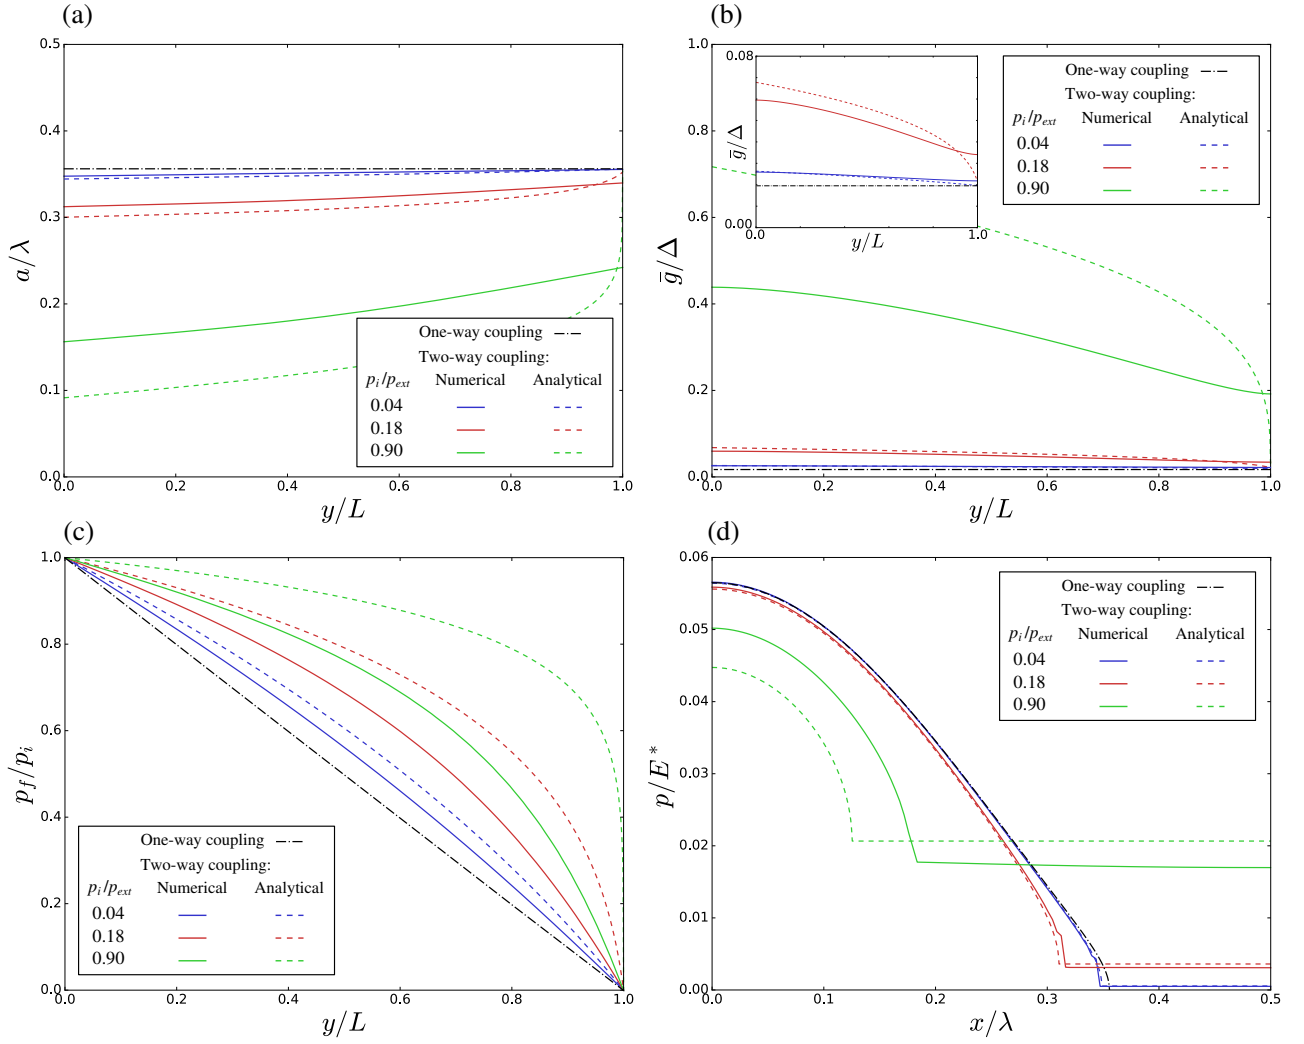 (a)
0.5
0.4
0.3
0.2
0.1
0.0
a/λ
0.0 0.2 0.4 0.6 0.8 1.0
y/L
One-way coupling
Two-way coupling:
p_i/p_ext Numerical Analytical
0.04
0.18
0.90
(b)
1.0
0.8
0.6
0.4
0.2
0.0
g̅/Δ
0.0 0.2 0.4 0.6 0.8 1.0
y/L
0.08
0.00
g̅/Δ
0.0 1.0
y/L
One-way coupling
Two-way coupling:
p_i/p_ext Numerical Analytical
0.04
0.18
0.90
(c)
1.0
0.8
0.6
0.4
0.2
0.0
p_f/p_i
0.0 0.2 0.4 0.6 0.8 1.0
y/L
One-way coupling
Two-way coupling:
p_i/p_ext Numerical Analytical
0.04
0.18
0.90
(d)
0.06
0.05
0.04
0.03
0.02
0.01
0.00
p/E*
0.0 0.1 0.2 0.3 0.4 0.5
x/λ
One-way coupling
Two-way coupling:
p_i/p_ext Numerical Analytical
0.04
0.18
0.90